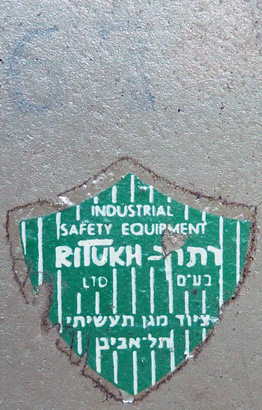 INDUSTRIAL
SAFETY EQUIPMENT
RITUKH - רתוך
LTD בע"מ
ציוד מגן תעשיתי
תל-אביב